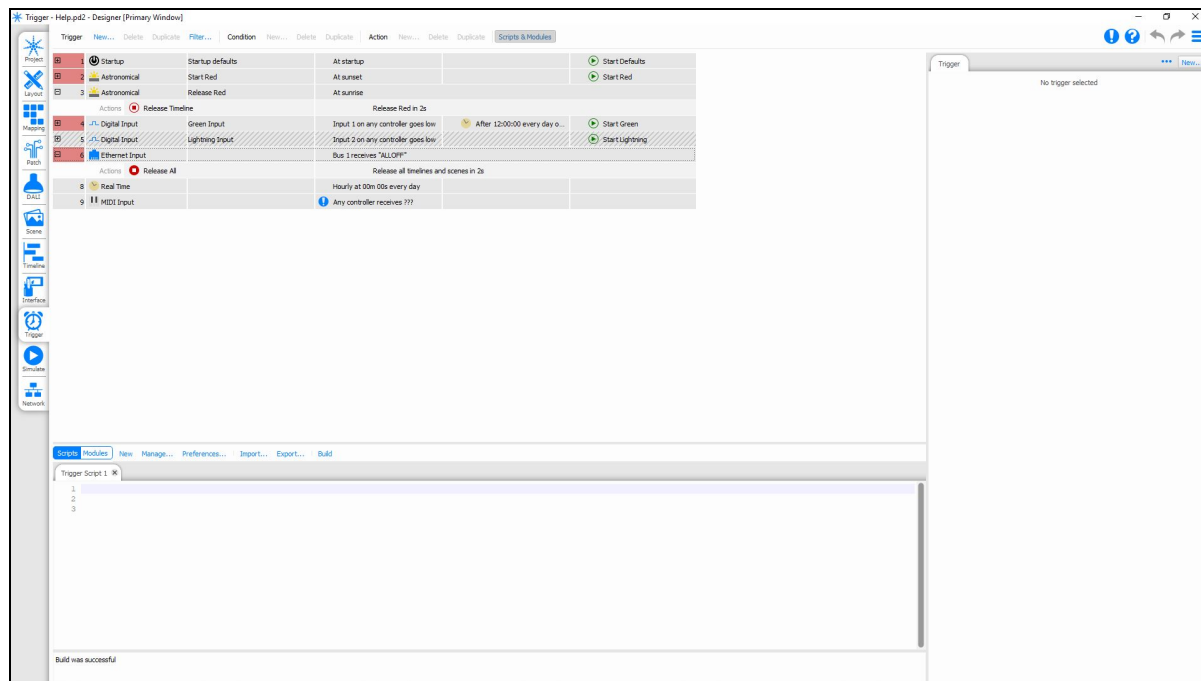 Trigger - Help.pd2 - Designer [Primary Window]
Trigger New... Delete Duplicate Filter... Condition New... Delete Duplicate Action New... Delete Duplicate Scripts & Modules
Project
Layout
Mapping
Patch
DALI
Scene
Timeline
Interface
Trigger
Simulate
Network
1 Startup Startup defaults At startup Start Defaults
2 Astronomical Start Red At sunset Start Red
3 Astronomical Release Red At sunrise
Actions Release Timeline Release Red in 2s
4 Digital Input Green Input Input 1 on any controller goes low After 12:00:00 every day o... Start Green
5 Digital Input Lightning Input Input 2 on any controller goes low Start Lightning
6 Ethernet Input Bus 1 receives "ALLOFF"
Actions Release All Release all timelines and scenes in 2s
8 Real Time Hourly at 00m 00s every day
9 MIDI Input Any controller receives ???
Trigger ••• New...
No trigger selected
Scripts Modules New Manage... Preferences... Import... Export... Build
Trigger Script 1
1
2
3
Build was successful